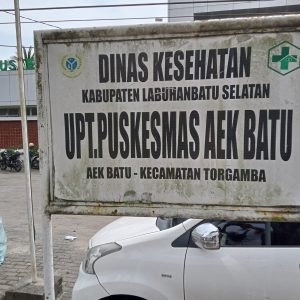 DINAS KESEHATAN
KABUPATEN LABUHANBATU SELATAN
UPT.PUSKESMAS AEK BATU
AEK BATU - KECAMATAN TORGAMBA